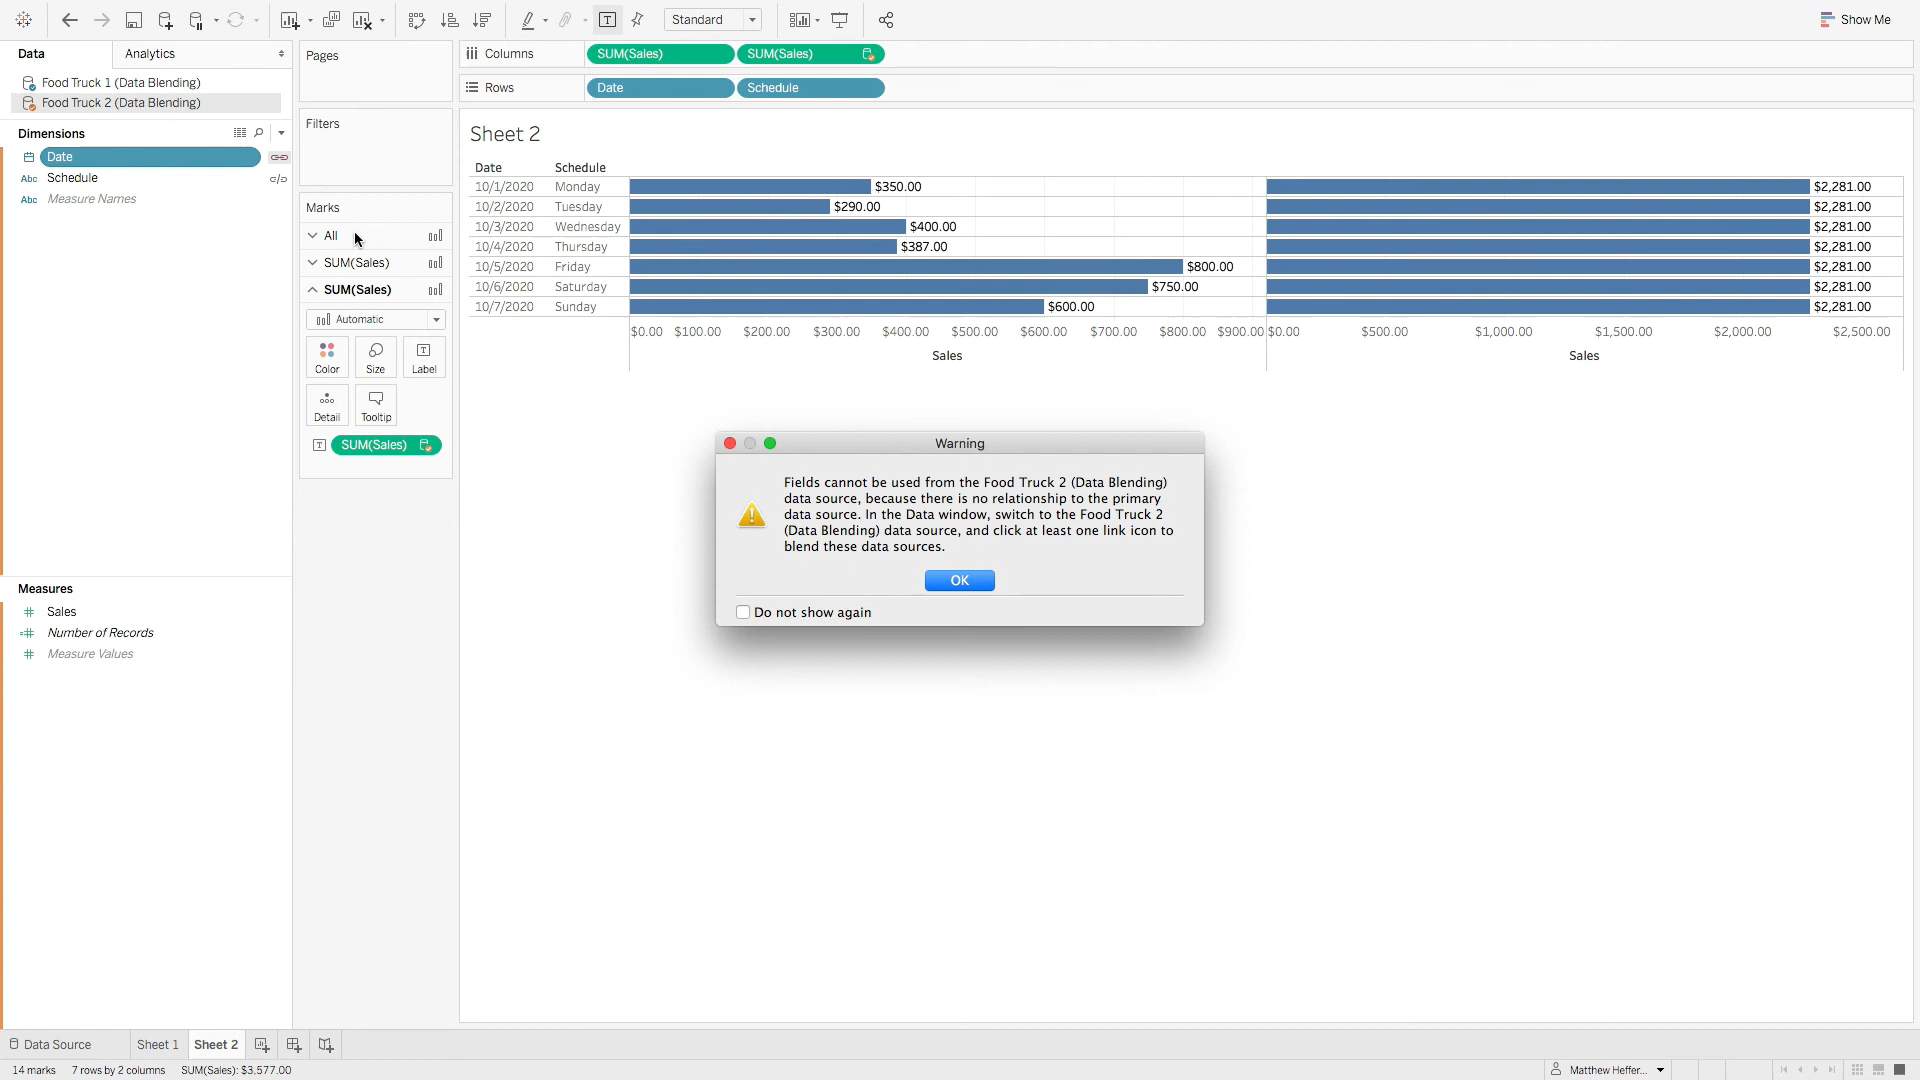 Standard
Show Me
Data
Analytics
Pages
Columns
SUM(Sales)
SUM(Sales)
Food Truck 1 (Data Blending)
Food Truck 2 (Data Blending)
Rows
Date
Schedule
Filters
Dimensions
Date
Abc Schedule
Abc Measure Names
Sheet 2
Date Schedule
10/1/2020 Monday $350.00 $2,281.00
10/2/2020 Tuesday $290.00 $2,281.00
10/3/2020 Wednesday $400.00 $2,281.00
10/4/2020 Thursday $387.00 $2,281.00
10/5/2020 Friday $800.00 $2,281.00
10/6/2020 Saturday $750.00 $2,281.00
10/7/2020 Sunday $600.00 $2,281.00
$0.00 $100.00 $200.00 $300.00 $400.00 $500.00 $600.00 $700.00 $800.00 $900.00 $0.00 $500.00 $1,000.00 $1,500.00 $2,000.00 $2,500.00
Sales Sales
Marks
All
SUM(Sales)
SUM(Sales)
Automatic
Color Size Label
Detail Tooltip
SUM(Sales)
Warning
Fields cannot be used from the Food Truck 2 (Data Blending)
data source, because there is no relationship to the primary
data source. In the Data window, switch to the Food Truck 2
(Data Blending) data source, and click at least one link icon to
blend these data sources.
OK
Do not show again
Measures
Sales
Number of Records
Measure Values
Data Source Sheet 1 Sheet 2
14 marks 7 rows by 2 columns SUM(Sales): $3,577.00
Matthew Heffer...